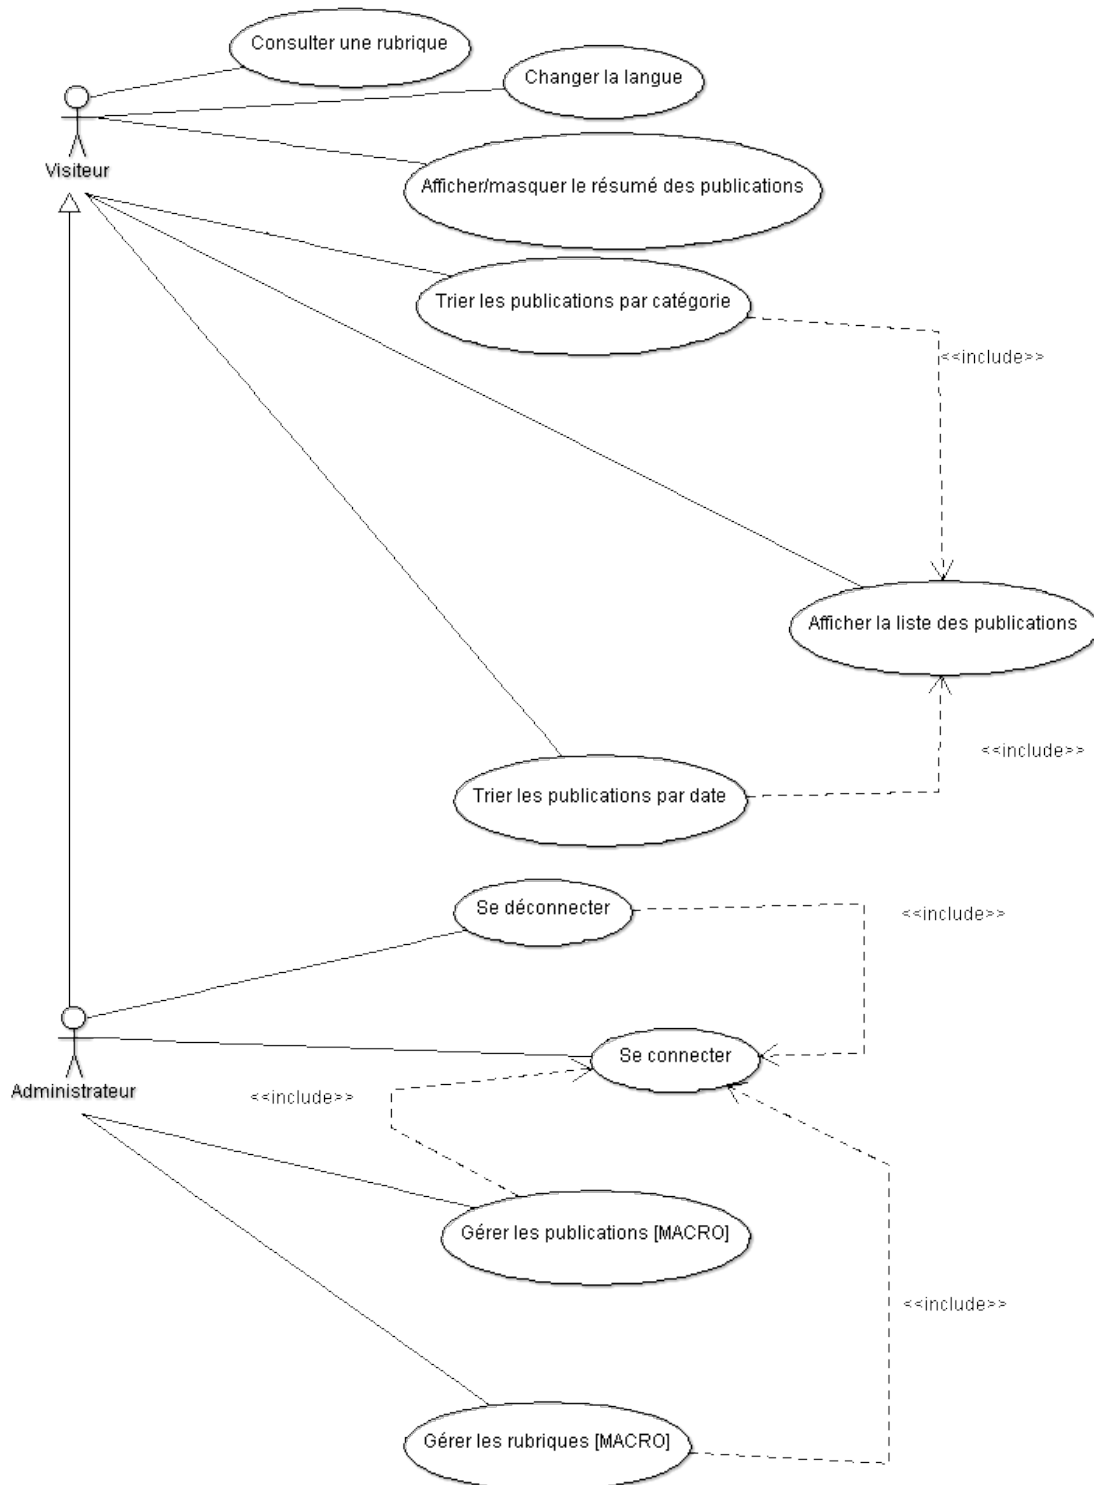 Consulter une rubrique
Changer la langue
Visiteur
Afficher/masquer le résumé des publications
Trier les publications par catégorie
<<include>>
Afficher la liste des publications
<<include>>
Trier les publications par date
Se déconnecter
<<include>>
Se connecter
Administrateur
<<include>>
Gérer les publications [MACRO]
<<include>>
Gérer les rubriques [MACRO]